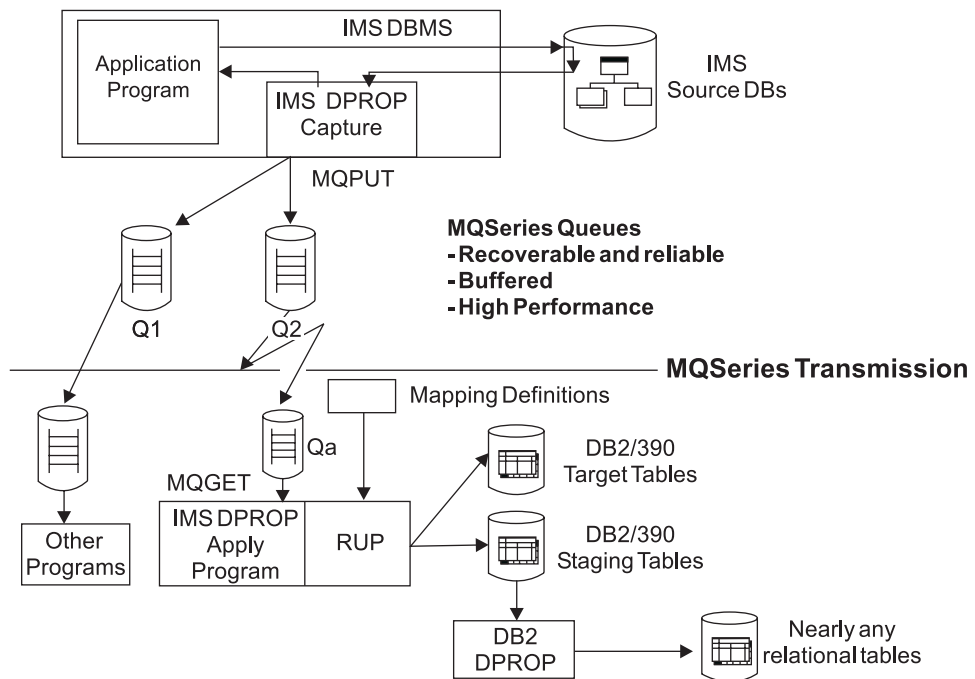 IMS DBMS
Application
Program
IMS DPROP
Capture
IMS
Source DBs
MQPUT
MQSeries Queues
- Recoverable and reliable
- Buffered
- High Performance
Q1
Q2
MQSeries Transmission
Mapping Definitions
Qa
MQGET
DB2/390
Target Tables
IMS DPROP
Apply
Program
RUP
DB2/390
Staging Tables
Other
Programs
DB2
DPROP
Nearly any
relational tables